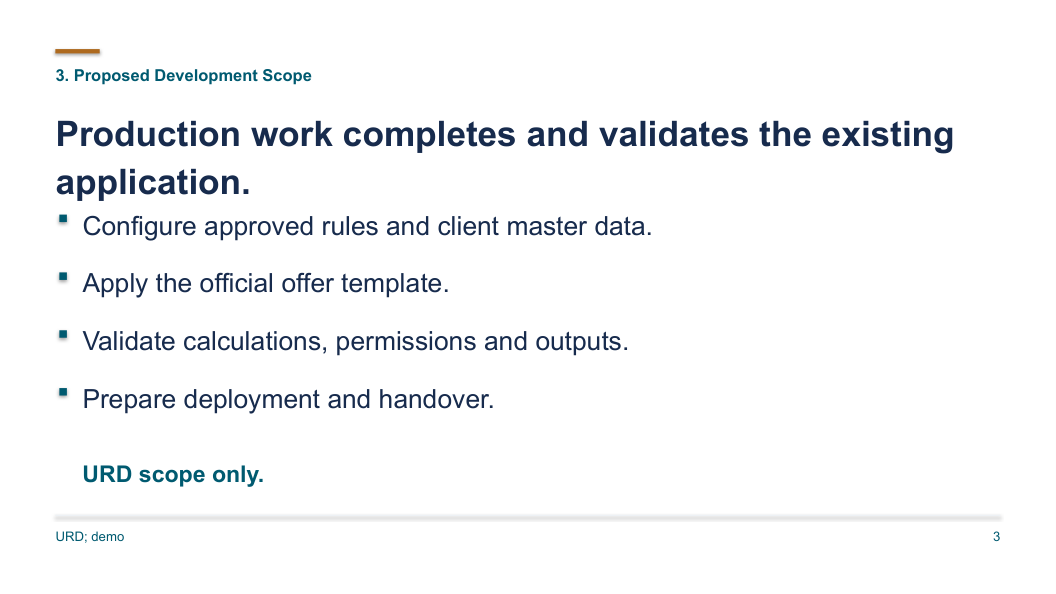 3. Proposed Development Scope
Production work completes and validates the existing
application.
Configure approved rules and client master data.
Apply the official offer template.
Validate calculations, permissions and outputs.
Prepare deployment and handover.
URD scope only.
URD; demo
3